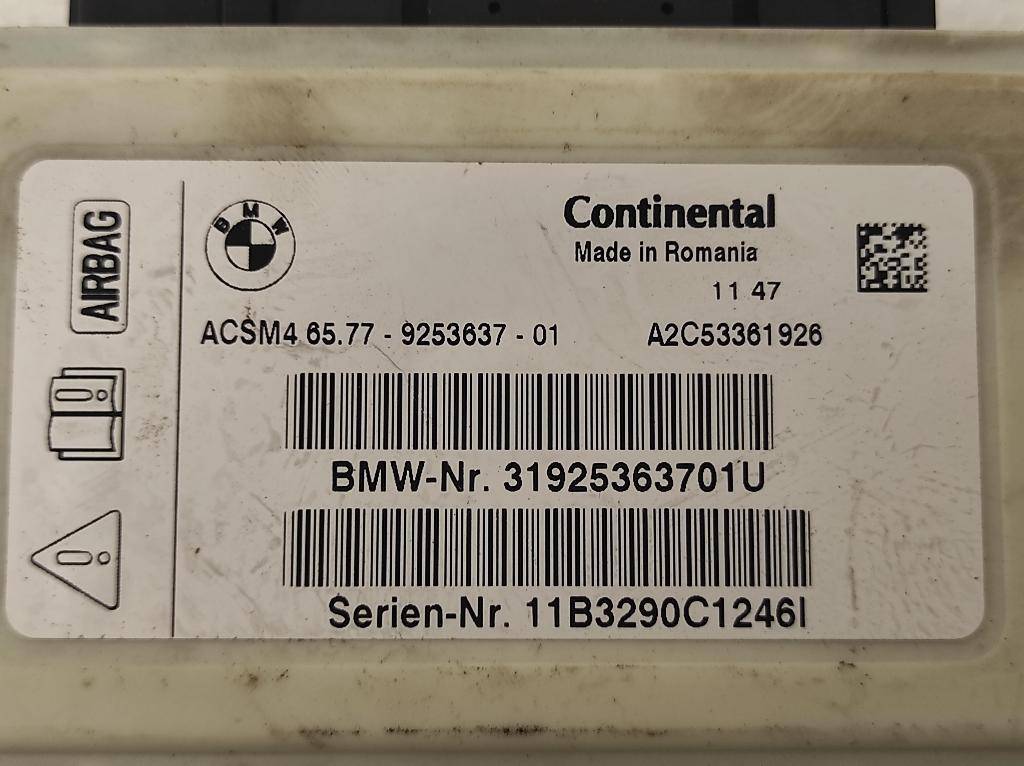 AIRBAG
BMW
Continental
Made in Romania
11 47
ACSM4 65.77 - 9253637 - 01 A2C53361926
BMW-Nr. 31925363701U
Serien-Nr. 11B3290C1246I